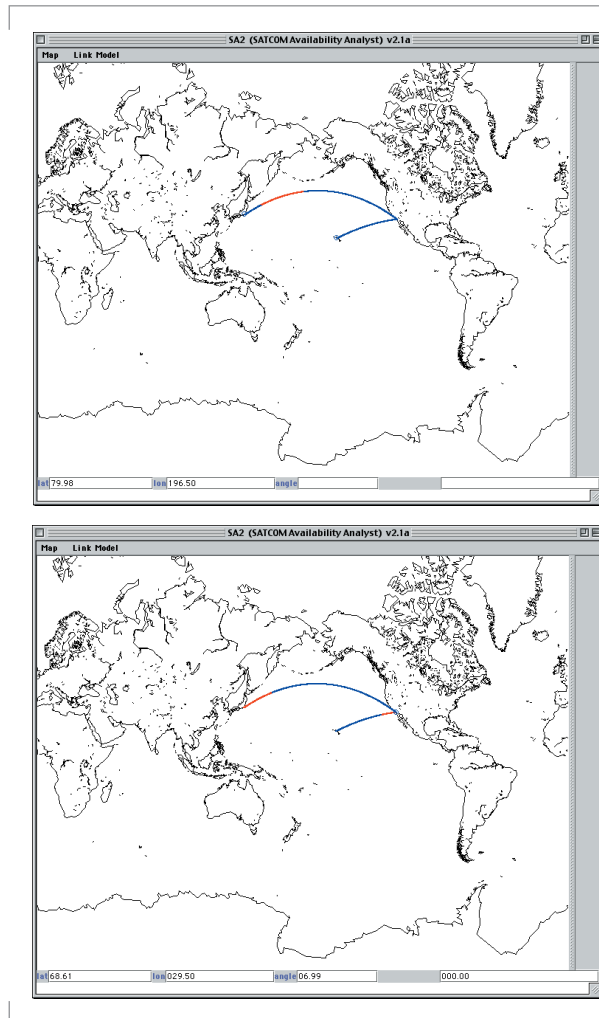 SA2 (SATCOM Availability Analyst) v2.1a
Map Link Model
lat 79.98 lon 196.50 angle
SA2 (SATCOM Availability Analyst) v2.1a
Map Link Model
lat 68.61 lon 029.50 angle 06.99 000.00